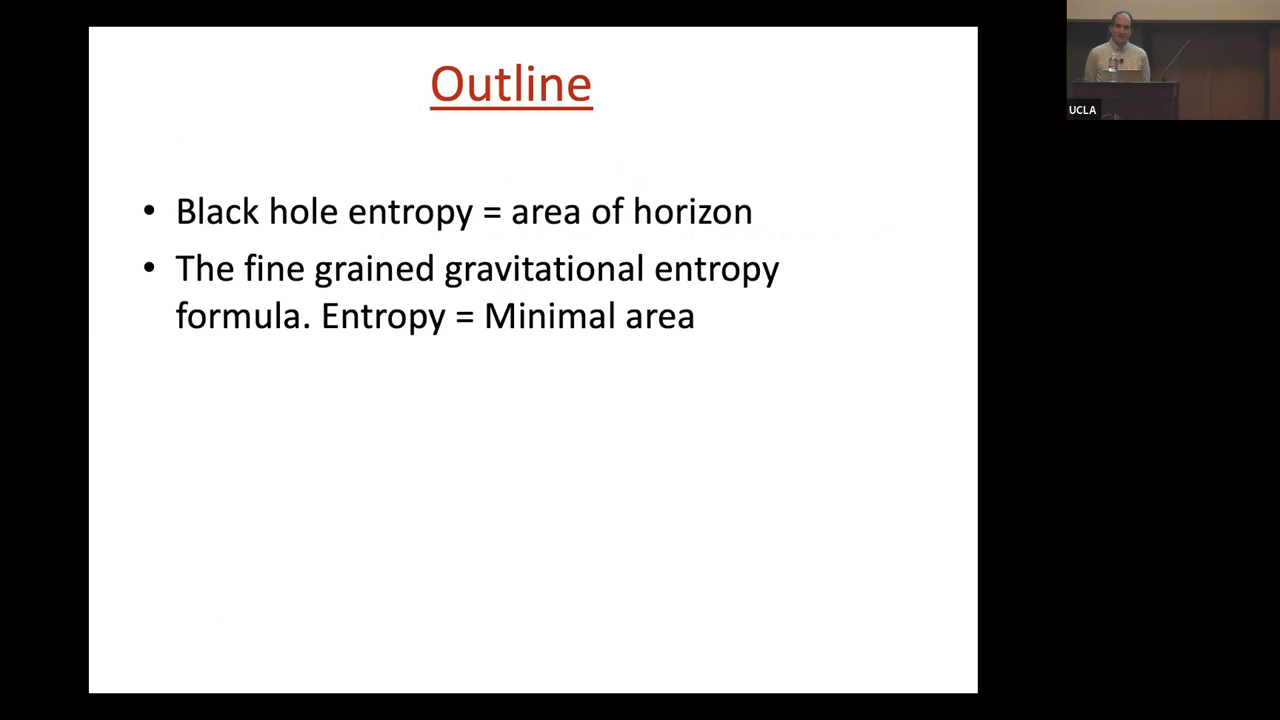 Outline
• Black hole entropy = area of horizon
• The fine grained gravitational entropy
formula. Entropy = Minimal area
UCLA